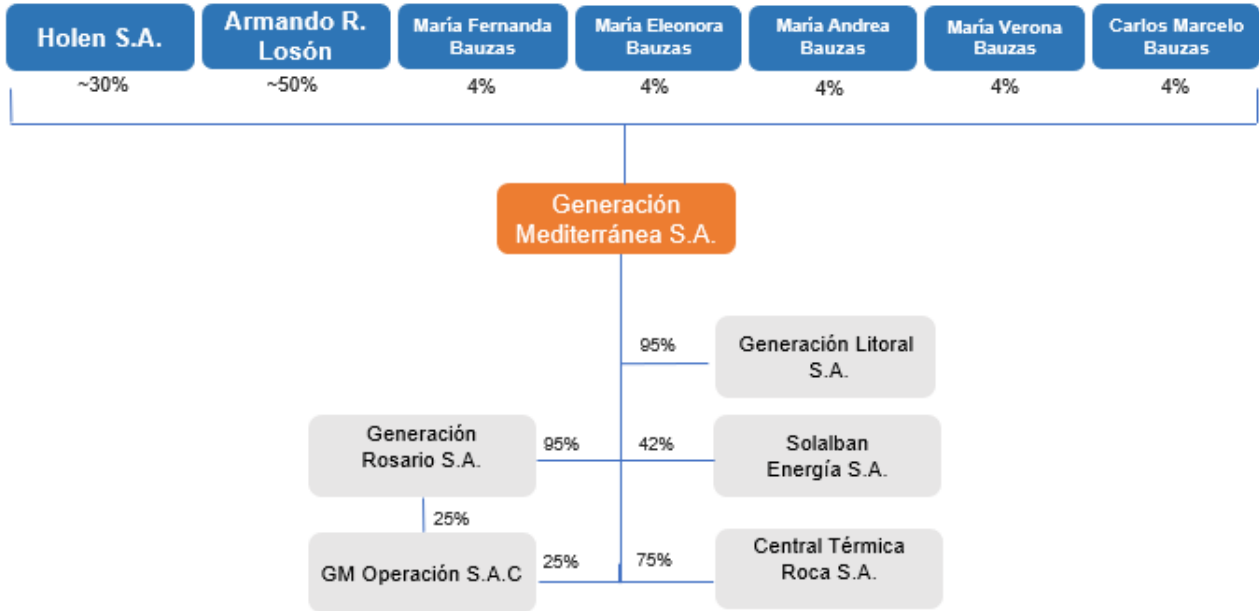 Holen S.A.
Armando R.
Losón
María Fernanda
Bauzas
María Eleonora
Bauzas
María Andrea
Bauzas
María Verona
Bauzas
Carlos Marcelo
Bauzas
~30%
~50%
4%
4%
4%
4%
4%
Generación
Mediterránea S.A.
95%
Generación Litoral
S.A.
Generación
Rosario S.A.
95%
42%
Solalban
Energía S.A.
25%
GM Operación S.A.C
25%
75%
Central Térmica
Roca S.A.